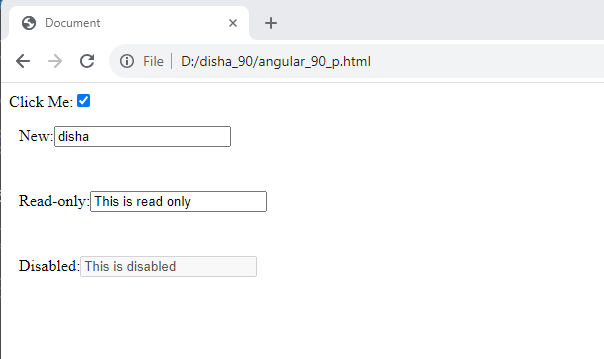 Document
File D:/disha_90/angular_90_p.html
Click Me:
New: disha
Read-only: This is read only
Disabled: This is disabled